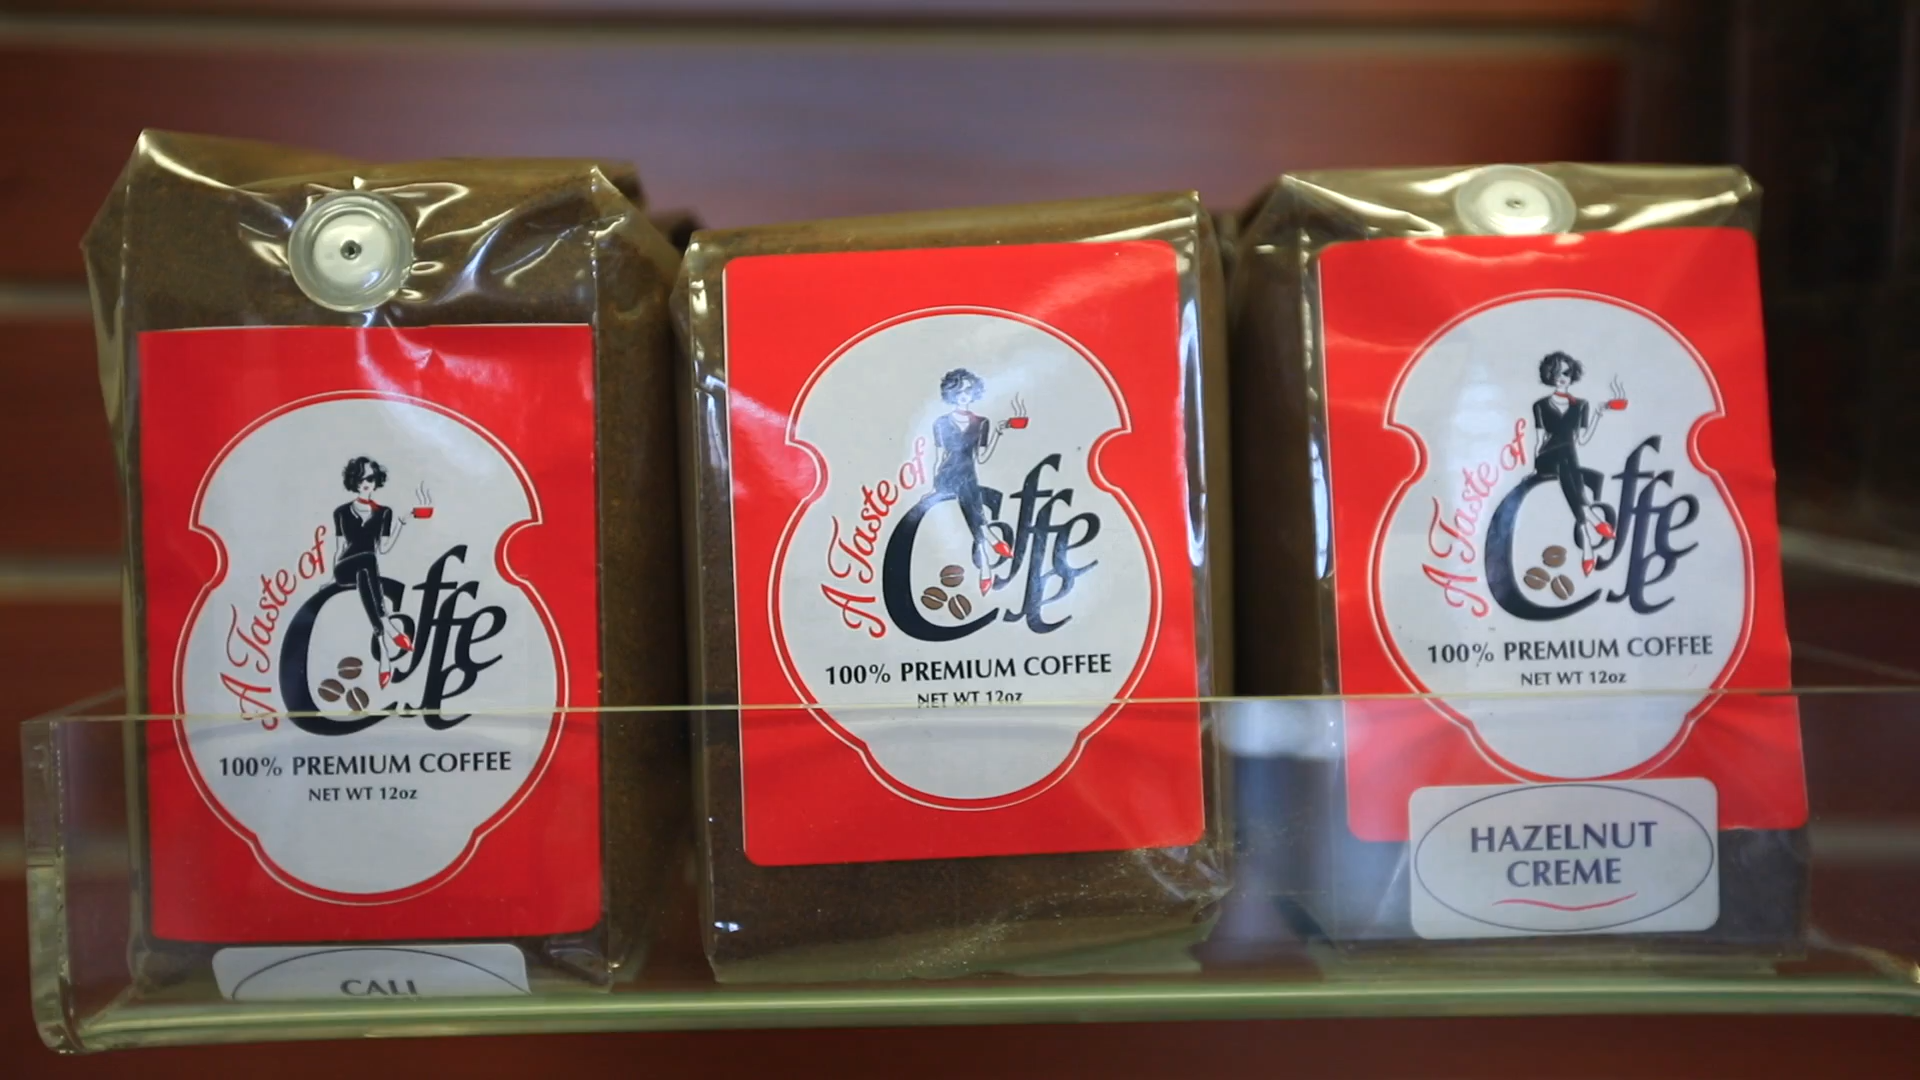 A Taste of
Coffee
100% PREMIUM COFFEE
NET WT 12oz
CALI
A Taste of
Coffee
100% PREMIUM COFFEE
NET WT 12oz
A Taste of
Coffee
100% PREMIUM COFFEE
NET WT 12oz
HAZELNUT
CREME